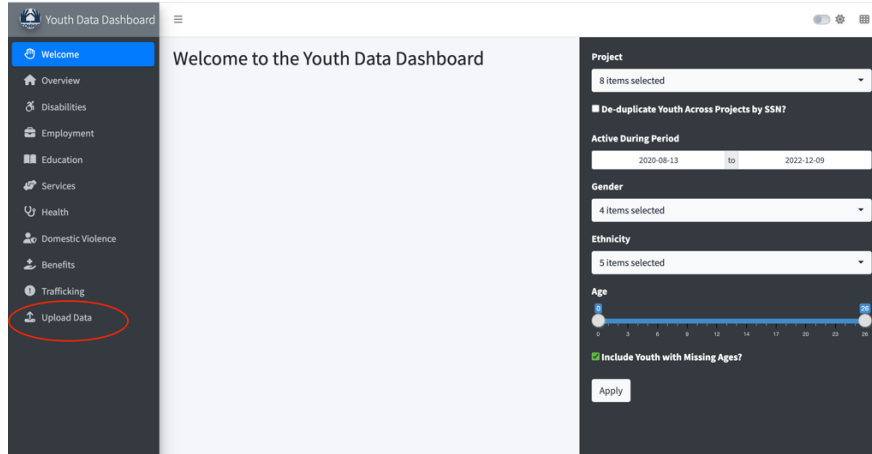 Youth Data Dashboard
Welcome
Overview
Disabilities
Employment
Education
Services
Health
Domestic Violence
Benefits
Trafficking
Upload Data
Welcome to the Youth Data Dashboard
Project
8 items selected
De-duplicate Youth Across Projects by SSN?
Active During Period
2020-08-13 to 2022-12-09
Gender
4 items selected
Ethnicity
5 items selected
Age
0 26
0 3 6 9 12 14 17 20 23 26
Include Youth with Missing Ages?
Apply